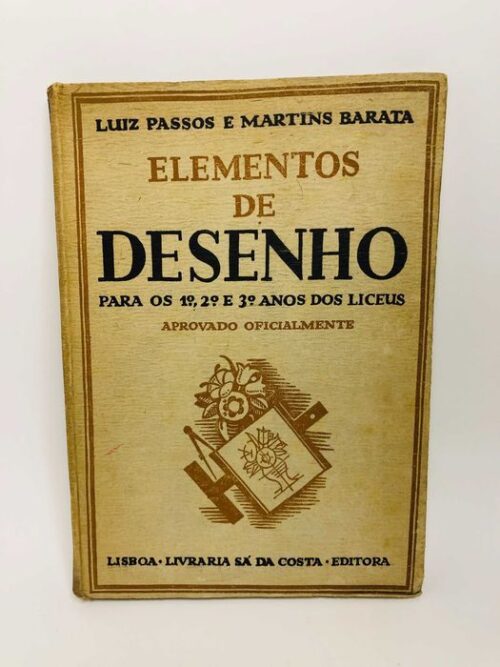 LUIZ PASSOS E MARTINS BARATA
ELEMENTOS
DE
DESENHO
PARA OS 1º, 2º E 3º ANOS DOS LICEUS
APROVADO OFICIALMENTE
LISBOA · LIVRARIA SÁ DA COSTA · EDITORA